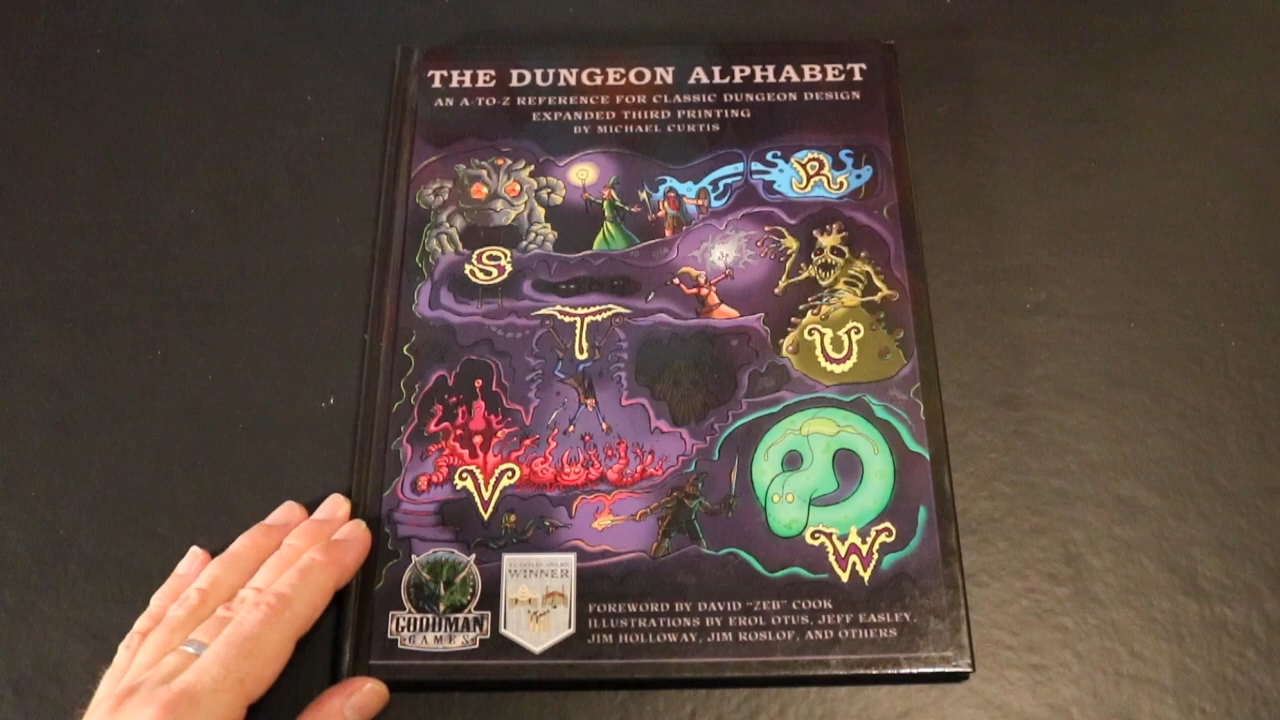 THE DUNGEON ALPHABET
AN A-TO-Z REFERENCE FOR CLASSIC DUNGEON DESIGN
EXPANDED THIRD PRINTING
BY MICHAEL CURTIS
R
S
T
U
V
W
GOODMAN
GAMES
WINNER
FOREWORD BY DAVID "ZEB" COOK
ILLUSTRATIONS BY EROL OTUS, JEFF EASLEY,
JIM HOLLOWAY, JIM ROSLOF, AND OTHERS